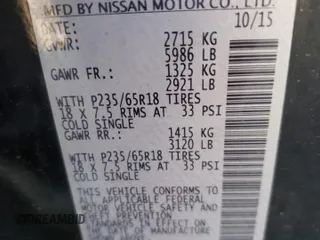 MFD BY NISSAN MOTOR CO., LTD.
DATE: 10/15
GVWR: 2715 KG
5986 LB
GAWR FR.: 1325 KG
2921 LB
WITH P235/65R18 TIRES
18 X 7.5 RIMS AT 33 PSI
COLD SINGLE
GAWR RR.: 1415 KG
3120 LB
WITH P235/65R18 TIRES
18 X 7.5 RIMS AT 33 PSI
COLD SINGLE
THIS VEHICLE CONFORMS TO
ALL APPLICABLE FEDERAL
MOTOR VEHICLE SAFETY AND
THEFT PREVENTION
STANDARDS IN EFFECT ON
THE DATE OF MANUFACTURE